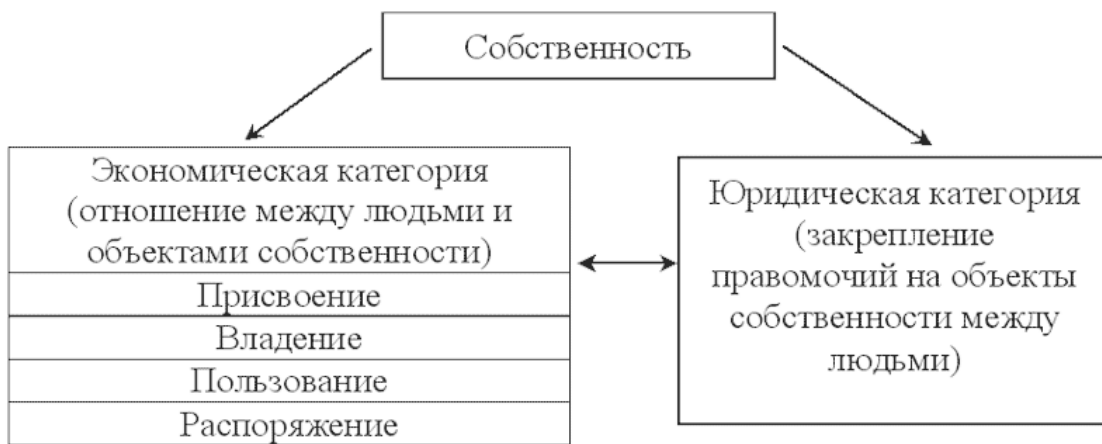 Собственность
Экономическая категория
(отношение между людьми и
объектами собственности)
Присвоение
Владение
Пользование
Распоряжение
Юридическая категория
(закрепление
правомочий на объекты
собственности между
людьми)